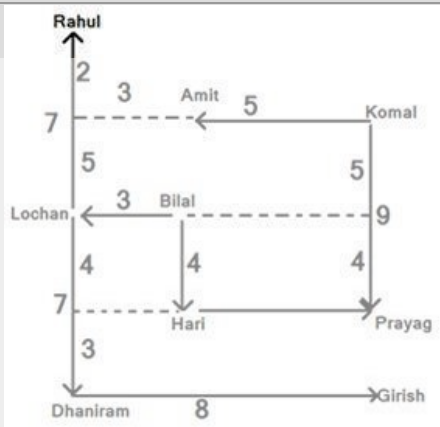 Rahul
2
3
Amit
5
Komal
7
5
5
Lochan
3
Bilal
9
4
4
4
7
Hari
Prayag
3
Girish
Dhaniram
8